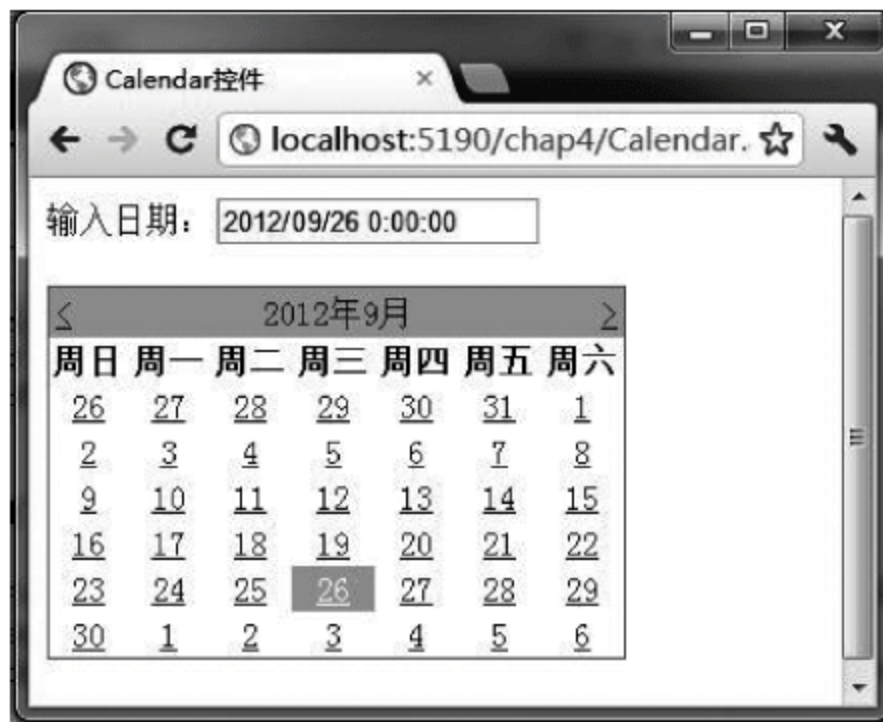 Calendar控件
localhost:5190/chap4/Calendar.
输入日期： 2012/09/26 0:00:00
< 2012年9月 >
周日 周一 周二 周三 周四 周五 周六
26 27 28 29 30 31 1
2 3 4 5 6 7 8
9 10 11 12 13 14 15
16 17 18 19 20 21 22
23 24 25 26 27 28 29
30 1 2 3 4 5 6